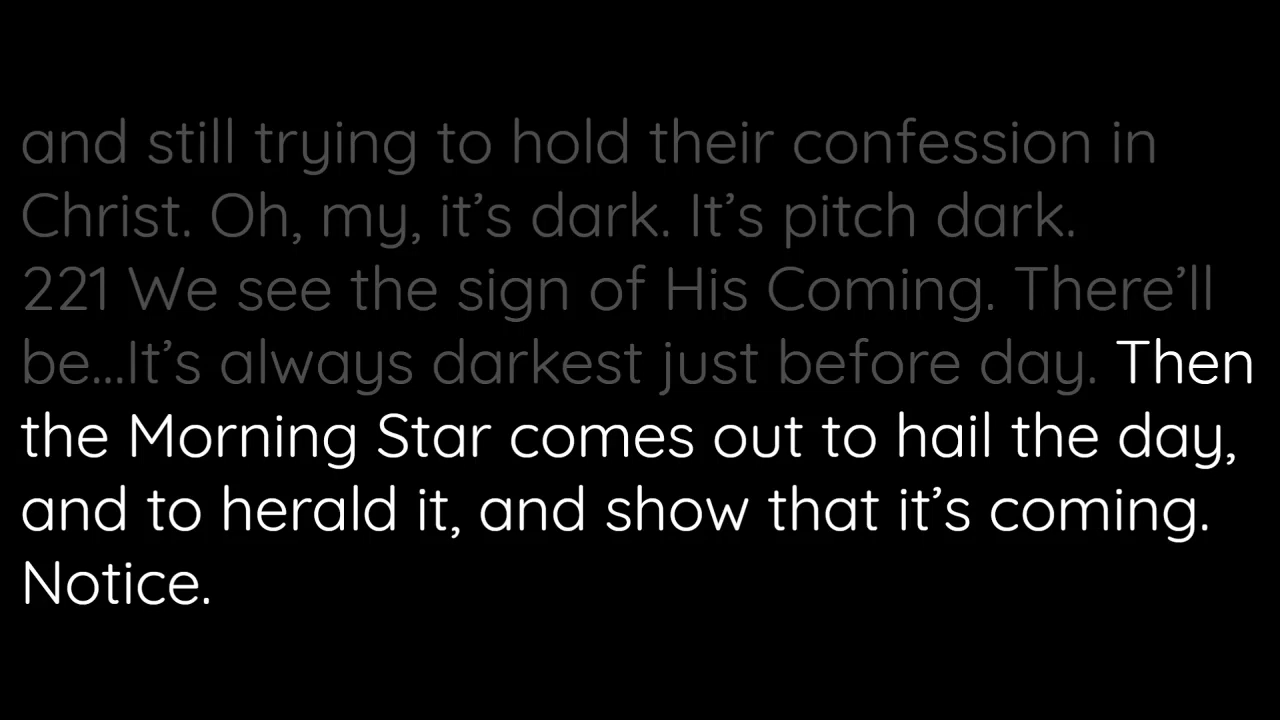 and still trying to hold their confession in
Christ. Oh, my, it’s dark. It’s pitch dark.
221 We see the sign of His Coming. There’ll
be...It’s always darkest just before day. Then
the Morning Star comes out to hail the day,
and to herald it, and show that it’s coming.
Notice.